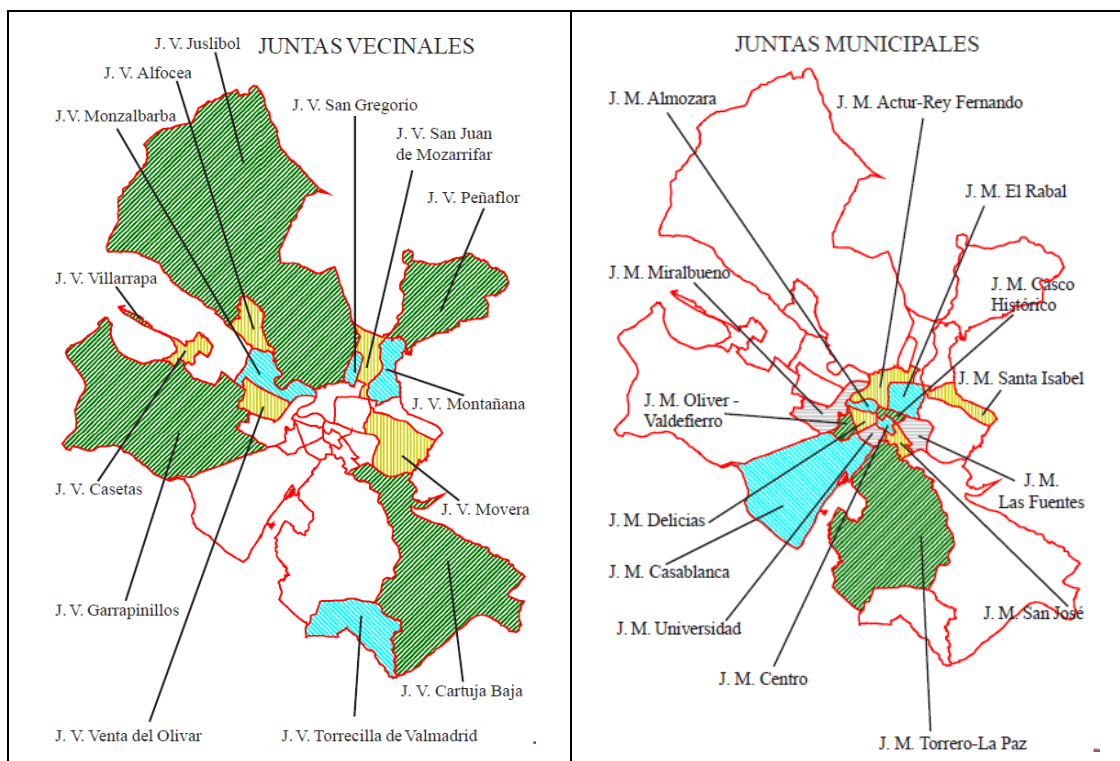 JUNTAS VECINALES
J. V. Juslibol
J. V. Alfocea
J.V. Monzalbarba
J. V. San Gregorio
J. V. San Juan
de Mozarrifar
J. V. Peñaflor
J. V. Villarrapa
J. V. Montañana
J. V. Casetas
J. V. Movera
J. V. Garrapinillos
J. V. Cartuja Baja
J. V. Venta del Olivar
J. V. Torrecilla de Valmadrid
JUNTAS MUNICIPALES
J. M. Almozara
J. M. Actur-Rey Fernando
J. M. El Rabal
J. M. Miralbueno
J. M. Casco
Histórico
J. M. Santa Isabel
J. M. Oliver -
Valdefierro
J. M.
Las Fuentes
J. M. Delicias
J. M. Casablanca
J. M. Universidad
J. M. San José
J. M. Centro
J. M. Torrero-La Paz